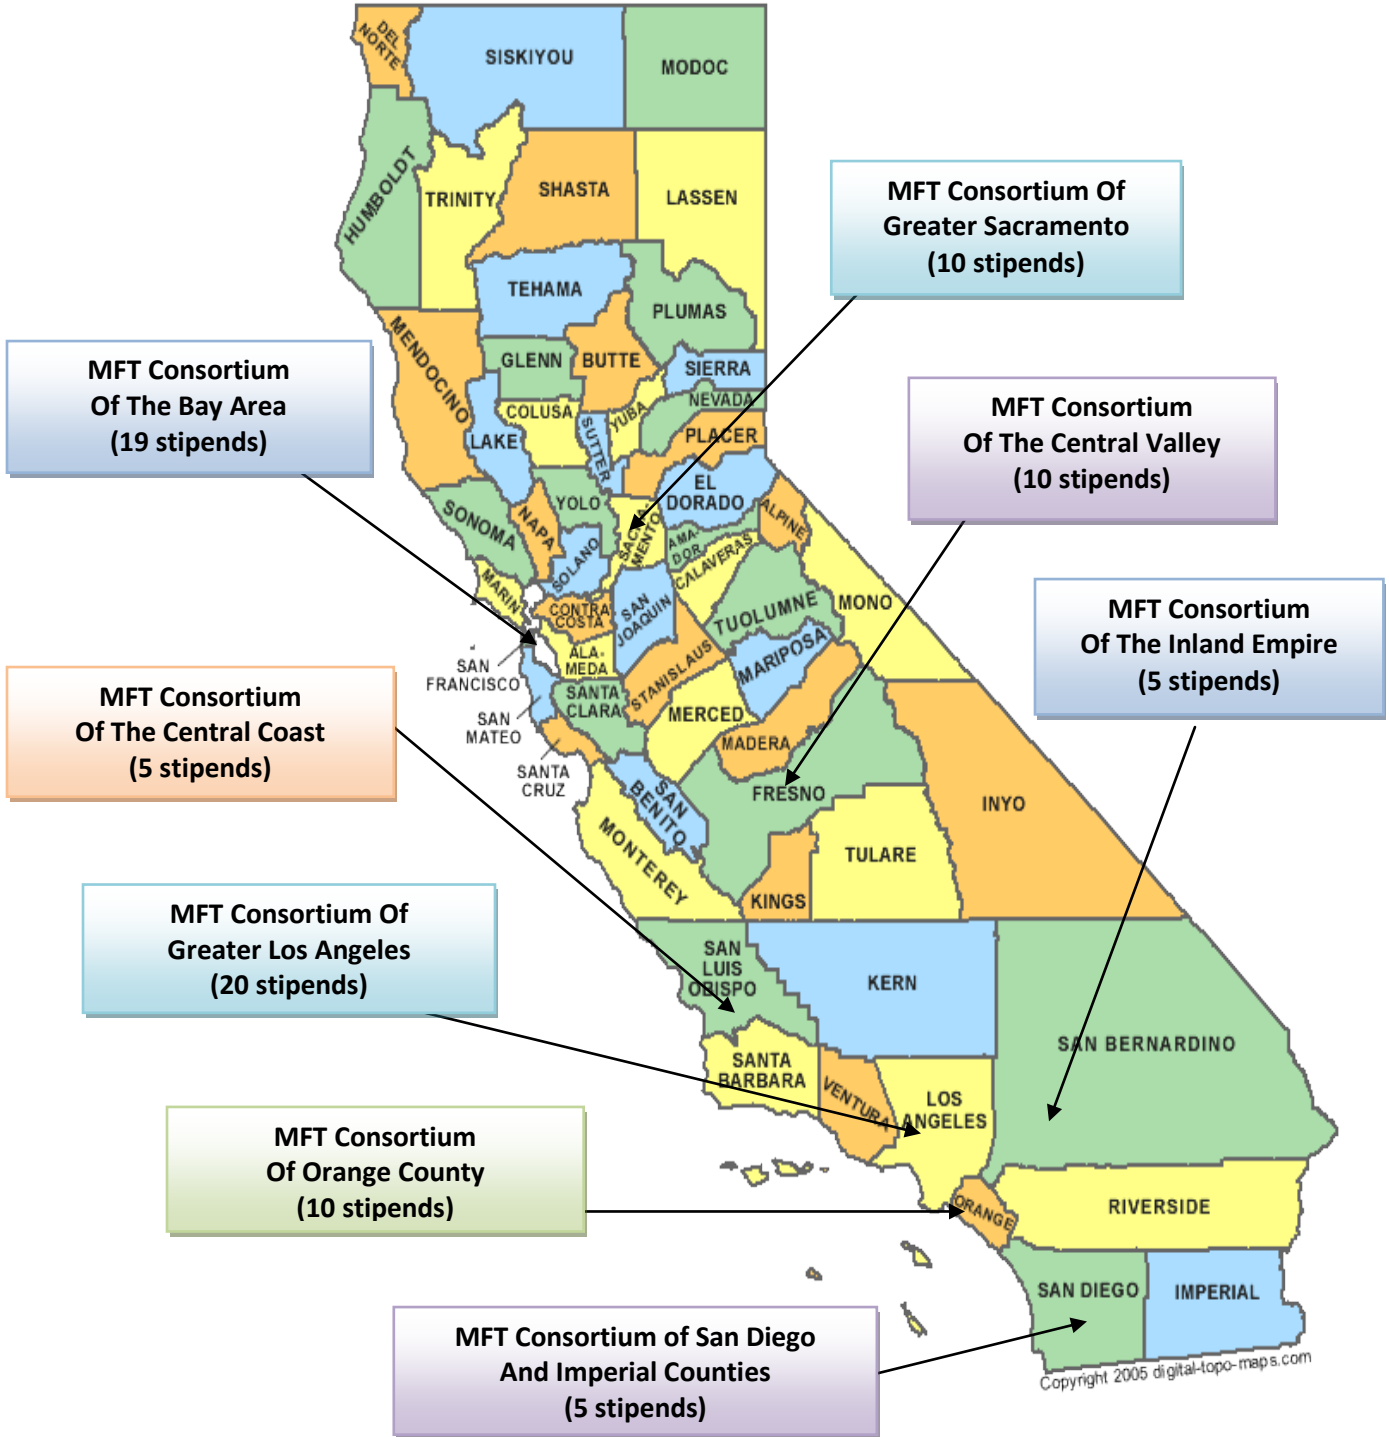 DEL
NORTE
SISKIYOU
MODOC
HUMBOLDT
TRINITY
SHASTA
LASSEN
MFT Consortium Of
Greater Sacramento
(10 stipends)
TEHAMA
PLUMAS
MENDOCINO
GLENN
BUTTE
SIERRA
MFT Consortium
Of The Bay Area
(19 stipends)
NEVADA
COLUSA
YUBA
SUTTER
LAKE
PLACER
MFT Consortium
Of The Central Valley
(10 stipends)
EL
DORADO
YOLO
SONOMA
NAPA
SACRA-
MENTO
ALPINE
AMA-
DOR
CALAVERAS
SOLANO
MARIN
CONTRA
COSTA
SAN
JOAQUIN
TUOLUMNE
MONO
MFT Consortium
Of The Inland Empire
(5 stipends)
ALA-
MEDA
SAN
FRANCISCO
STANISLAUS
MARIPOSA
SANTA
CLARA
MERCED
SAN
MATEO
MADERA
MFT Consortium
Of The Central Coast
(5 stipends)
SANTA
CRUZ
SAN
BENITO
FRESNO
INYO
MONTEREY
TULARE
KINGS
MFT Consortium Of
Greater Los Angeles
(20 stipends)
SAN
LUIS
OBISPO
KERN
SAN BERNARDINO
SANTA
BARBARA
VENTURA
LOS
ANGELES
MFT Consortium
Of Orange County
(10 stipends)
ORANGE
RIVERSIDE
SAN DIEGO
IMPERIAL
MFT Consortium of San Diego
And Imperial Counties
(5 stipends)
Copyright 2005 digital-topo-maps.com